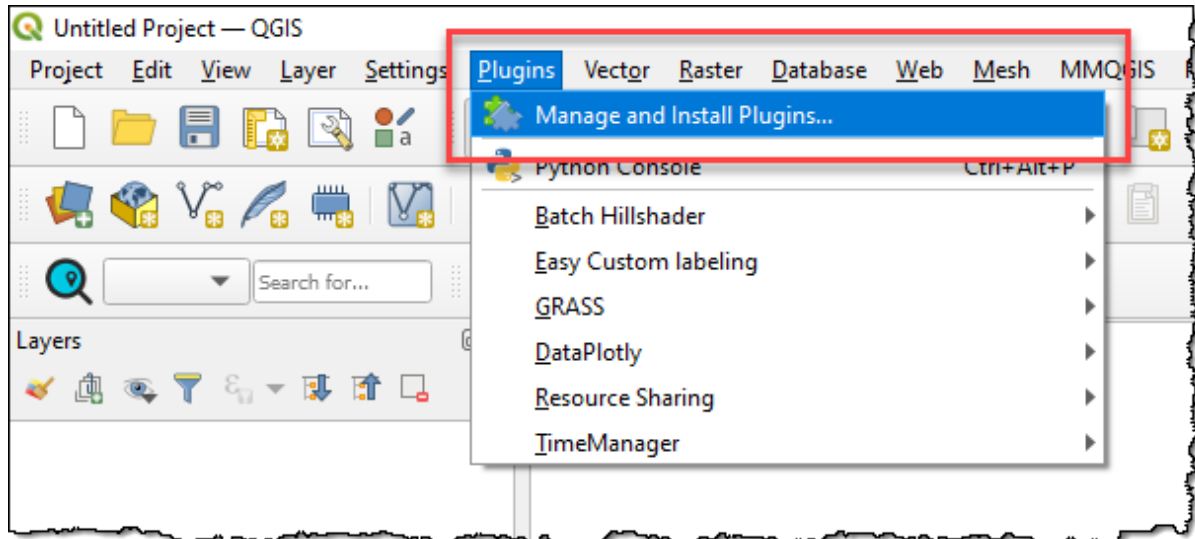 Untitled Project — QGIS
Project Edit View Layer Settings Plugins Vector Raster Database Web Mesh MMQGIS
Manage and Install Plugins...
a
Python Console Ctrl+Alt+P
Batch Hillshader
Search for...
Easy Custom labeling
GRASS
Layers
DataPlotly
ε
Resource Sharing
TimeManager